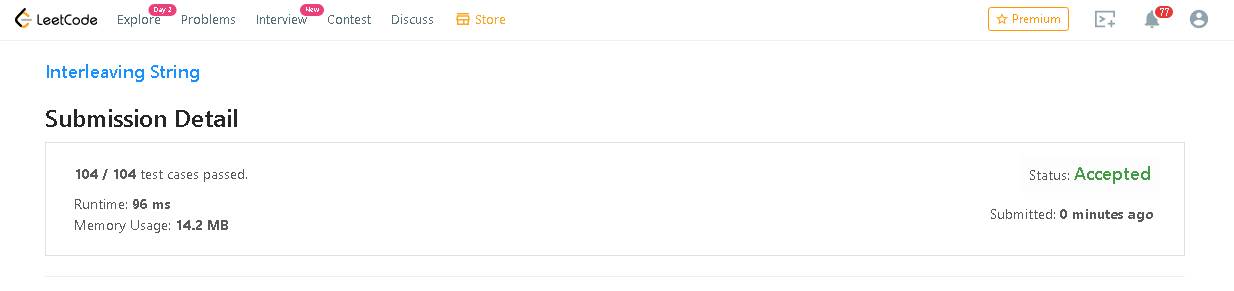 LeetCode Explore Day 2 Problems Interview New Contest Discuss Store Premium 77
Interleaving String
Submission Detail
104 / 104 test cases passed.
Status: Accepted
Runtime: 96 ms
Submitted: 0 minutes ago
Memory Usage: 14.2 MB